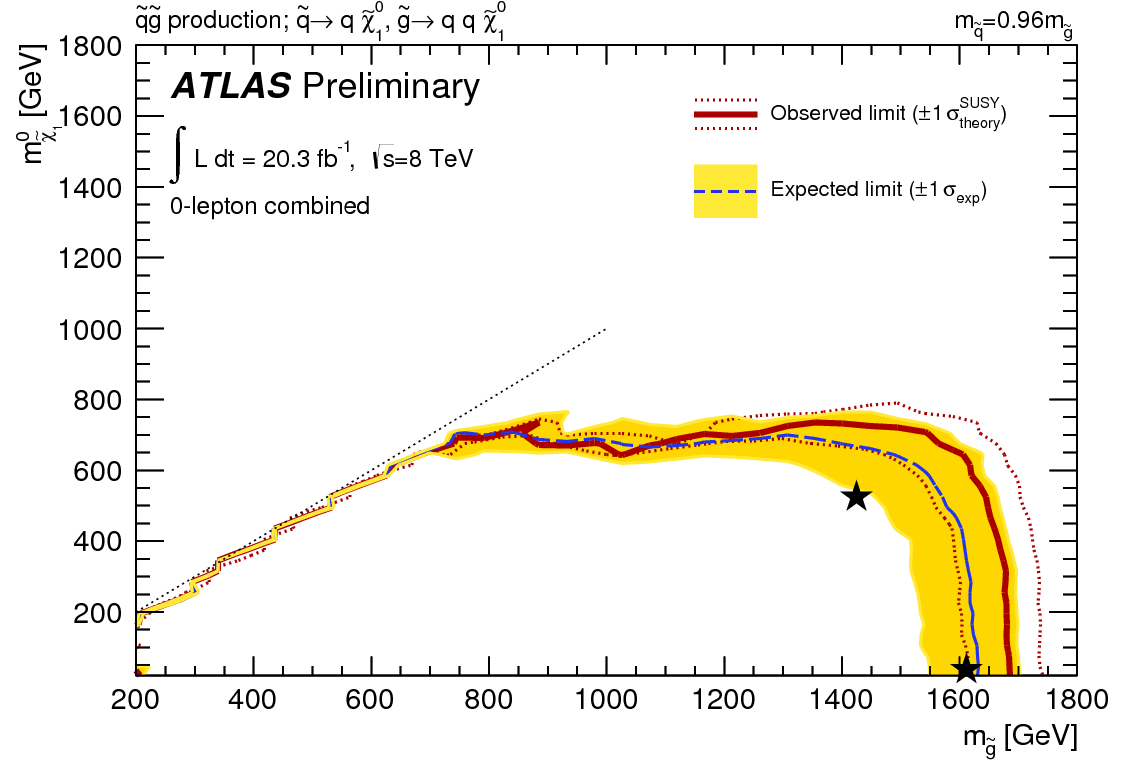 q̃g̃ production; q̃→ q χ̃₁⁰, g̃→ q q χ̃₁⁰
m_q̃=0.96m_g̃
m_χ̃₁⁰ [GeV]
1800
1600
1400
1200
1000
800
600
400
200
ATLAS Preliminary
∫ L dt = 20.3 fb⁻¹, √s=8 TeV
0-lepton combined
Observed limit (±1 σ_theory^SUSY)
Expected limit (±1 σ_exp)
200 400 600 800 1000 1200 1400 1600 1800
m_g̃ [GeV]